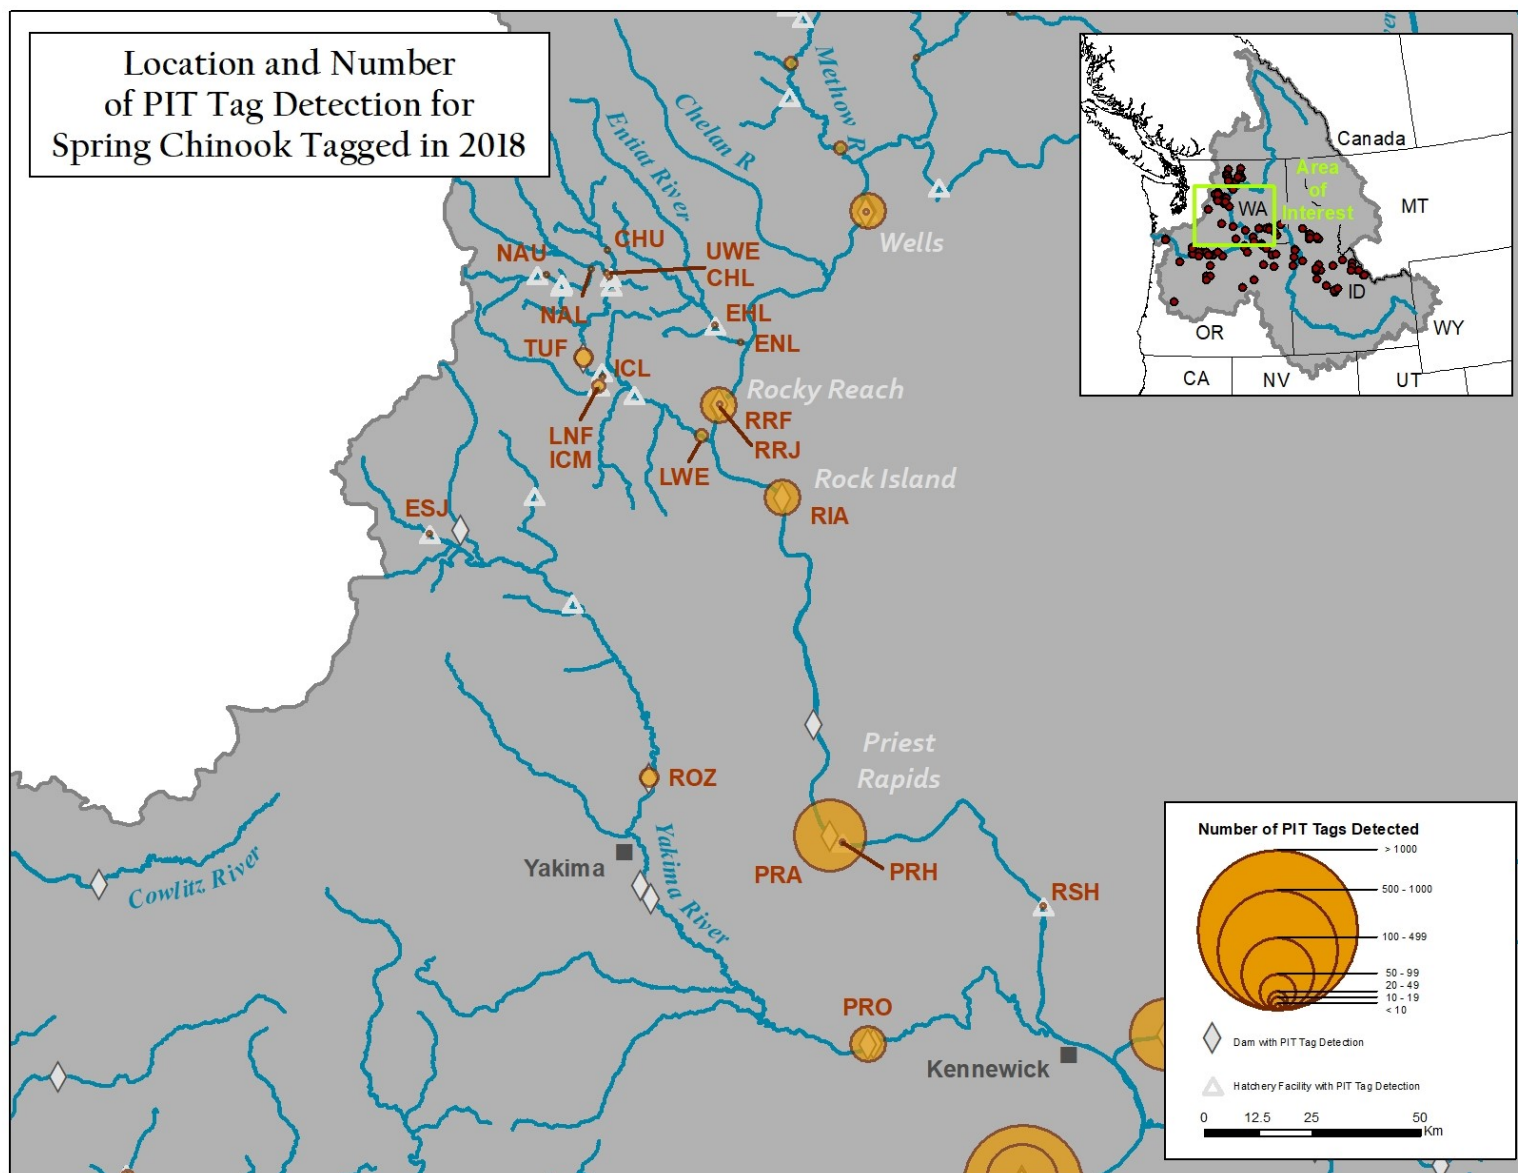 Location and Number
of PIT Tag Detection for
Spring Chinook Tagged in 2018
Methow R
Chelan R
Entiat River
Wells
NAU
CHU
UWE
CHL
NAL
EHL
ENL
TUF
ICL
Rocky Reach
RRF
RRJ
LNF
ICM
LWE
Rock Island
RIA
ESJ
Priest
Rapids
ROZ
Yakima
Yakima River
PRA
PRH
RSH
Cowlitz River
PRO
Kennewick
Canada
Area
of
Interest
WA
MT
ID
OR
WY
CA
NV
UT
Number of PIT Tags Detected
> 1000
500 - 1000
100 - 499
50 - 99
20 - 49
10 - 19
< 10
Dam with PIT Tag Detection
Hatchery Facility with PIT Tag Detection
0 12.5 25 50
Km